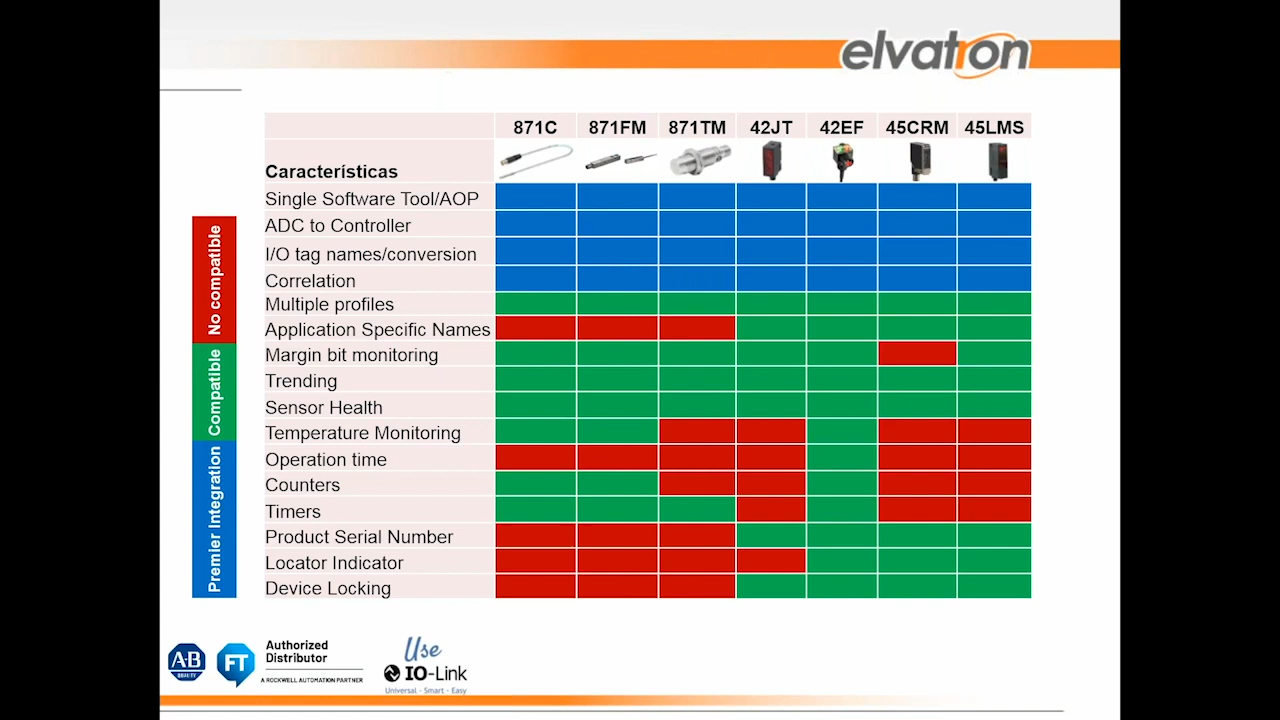 elvatron
871C 871FM 871TM 42JT 42EF 45CRM 45LMS
Características
Single Software Tool/AOP
ADC to Controller
I/O tag names/conversion
Correlation
Multiple profiles
Application Specific Names
Margin bit monitoring
Trending
Sensor Health
Temperature Monitoring
Operation time
Counters
Timers
Product Serial Number
Locator Indicator
Device Locking
No compatible
Compatible
Premier Integration
A-B
QUALITY
FT
Authorized
Distributor
A ROCKWELL AUTOMATION PARTNER
Use
IO-Link
Universal - Smart - Easy